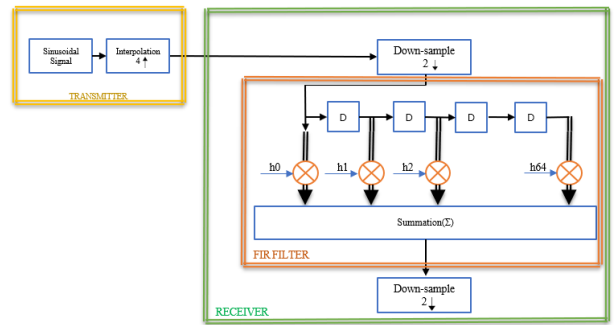 Sinusoidal
Signal
Interpolation
4↑
TRANSMITTER
Down-sample
2↓
D
D
D
D
h0
h1
h2
h64
Summation(Σ)
FIR FILTER
Down-sample
2↓
RECEIVER